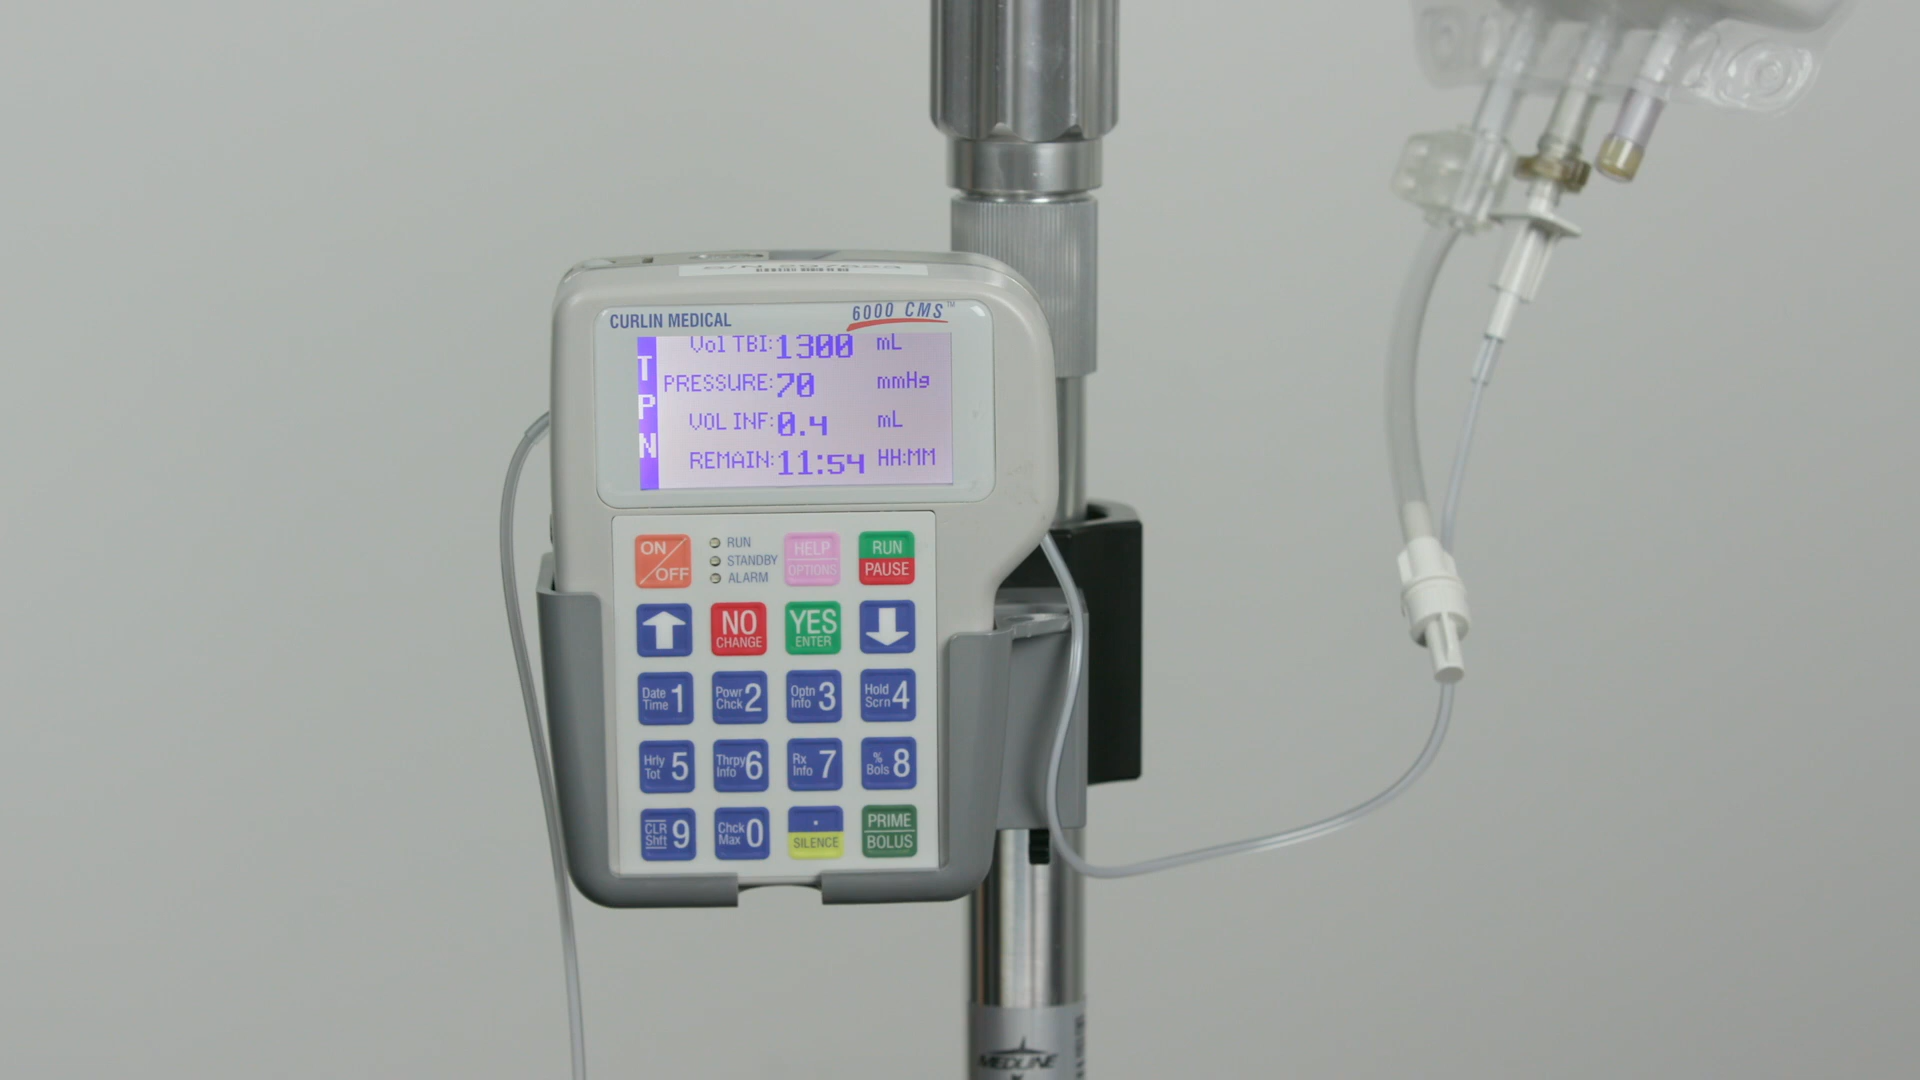 CURLIN MEDICAL
6000 CMS™
TPN
Vol TBI: 1300 mL
PRESSURE: 70 mmHg
VOL INF: 0.4 mL
REMAIN: 11:54 HH:MM
ON/OFF
RUN
STANDBY
ALARM
HELP
OPTIONS
RUN
PAUSE
NO
CHANGE
YES
ENTER
Date Time 1
Powr Chck 2
Optn Info 3
Hold Scrn 4
Hrly Tot 5
Thrpy Info 6
Rx Info 7
% Bols 8
CLR Shft 9
Chck Max 0
.
SILENCE
PRIME
BOLUS
MEDLINE